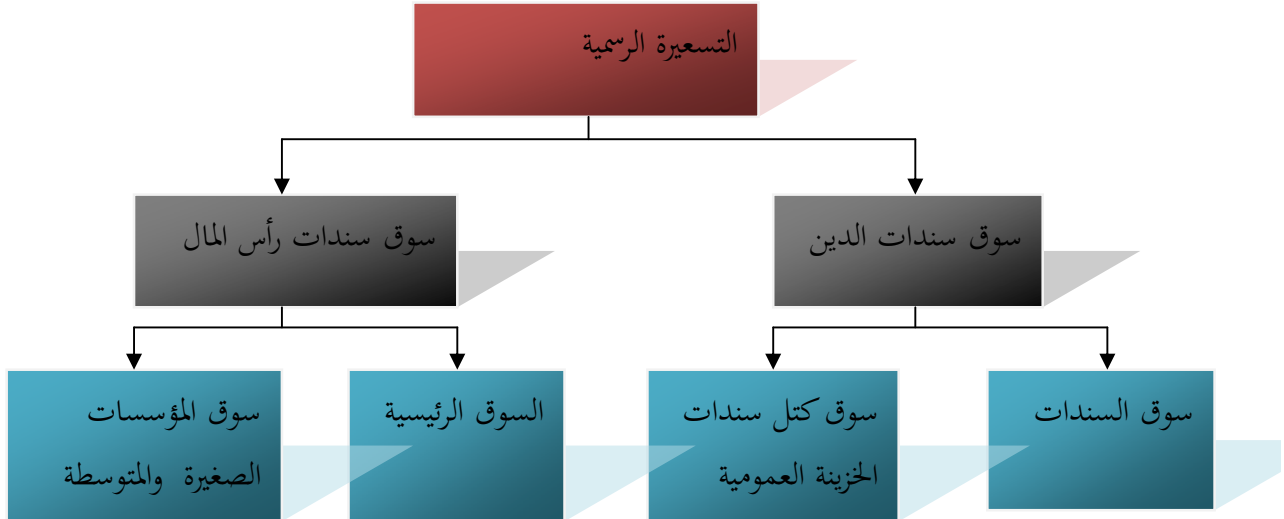 التسعيرة الرسمية
سوق سندات الدين
سوق سندات رأس المال
سوق السندات
سوق كتل سندات
الخزينة العمومية
السوق الرئيسية
سوق المؤسسات
الصغيرة والمتوسطة